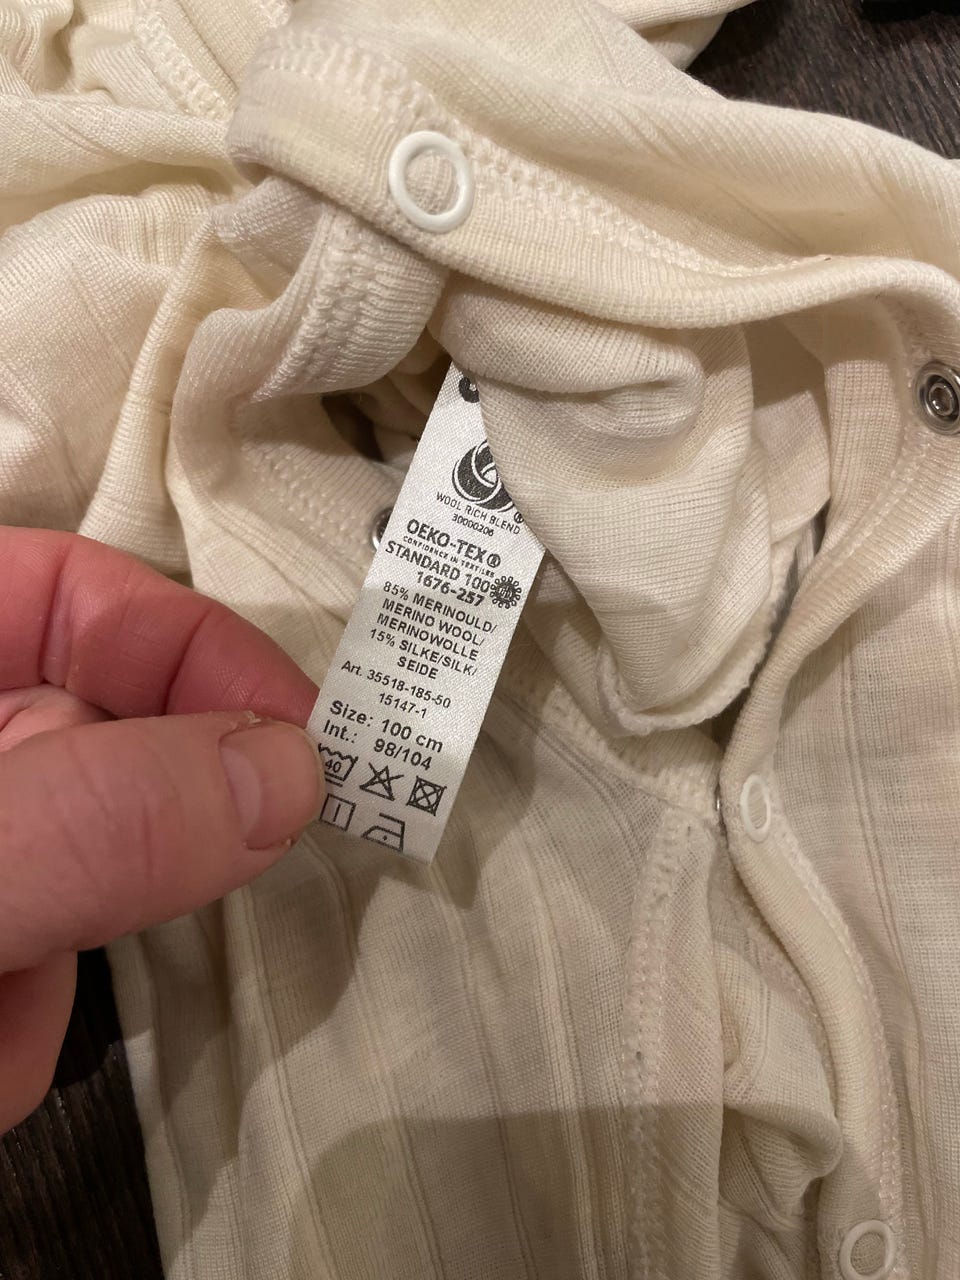 WOOL RICH BLEND
30000206
OEKO-TEX®
CONFIDENCE IN TEXTILES
STANDARD 100
1676-257
85% MERINOULD/
MERINO WOOL/
MERINOWOLLE
15% SILKE/SILK/
SEIDE
Art. 35518-185-50
15147-1
Size: 100 cm
Int.: 98/104
40